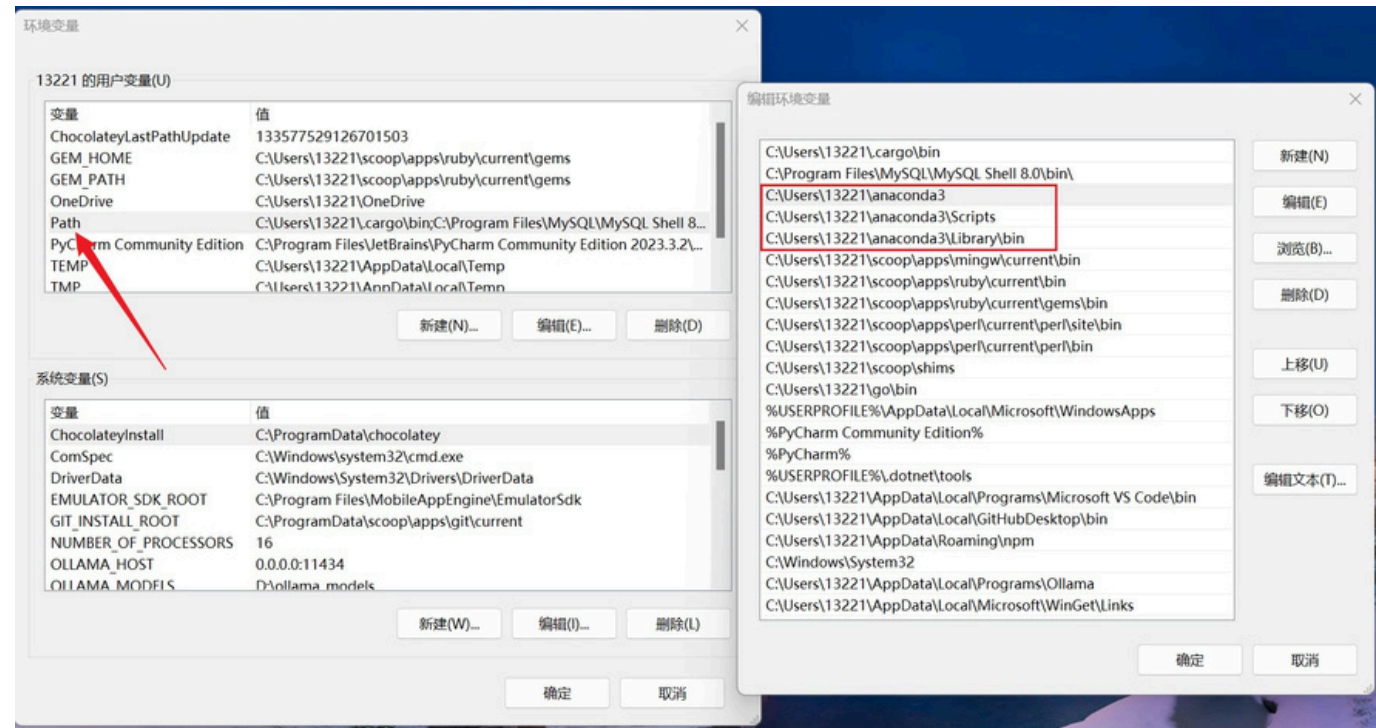 环境变量
13221 的用户变量(U)
变量 值
ChocolateyLastPathUpdate 133577529126701503
GEM_HOME C:\Users\13221\scoop\apps\ruby\current\gems
GEM_PATH C:\Users\13221\scoop\apps\ruby\current\gems
OneDrive C:\Users\13221\OneDrive
Path C:\Users\13221\.cargo\bin;C:\Program Files\MySQL\MySQL Shell 8...
PyCharm Community Edition C:\Program Files\JetBrains\PyCharm Community Edition 2023.3.2\...
TEMP C:\Users\13221\AppData\Local\Temp
TMP C:\Users\13221\AppData\Local\Temp
新建(N)... 编辑(E)... 删除(D)
系统变量(S)
变量 值
ChocolateyInstall C:\ProgramData\chocolatey
ComSpec C:\Windows\system32\cmd.exe
DriverData C:\Windows\System32\Drivers\DriverData
EMULATOR_SDK_ROOT C:\Program Files\MobileAppEngine\EmulatorSdk
GIT_INSTALL_ROOT C:\ProgramData\scoop\apps\git\current
NUMBER_OF_PROCESSORS 16
OLLAMA_HOST 0.0.0.0:11434
OLLAMA_MODELS D:\ollama_models
新建(W)... 编辑(I)... 删除(L)
确定 取消
编辑环境变量
C:\Users\13221\.cargo\bin
C:\Program Files\MySQL\MySQL Shell 8.0\bin\
C:\Users\13221\anaconda3
C:\Users\13221\anaconda3\Scripts
C:\Users\13221\anaconda3\Library\bin
C:\Users\13221\scoop\apps\mingw\current\bin
C:\Users\13221\scoop\apps\ruby\current\bin
C:\Users\13221\scoop\apps\ruby\current\gems\bin
C:\Users\13221\scoop\apps\perl\current\perl\site\bin
C:\Users\13221\scoop\apps\perl\current\perl\bin
C:\Users\13221\scoop\shims
C:\Users\13221\go\bin
%USERPROFILE%\AppData\Local\Microsoft\WindowsApps
%PyCharm Community Edition%
%PyCharm%
%USERPROFILE%\.dotnet\tools
C:\Users\13221\AppData\Local\Programs\Microsoft VS Code\bin
C:\Users\13221\AppData\Local\GitHubDesktop\bin
C:\Users\13221\AppData\Roaming\npm
C:\Windows\System32
C:\Users\13221\AppData\Local\Programs\Ollama
C:\Users\13221\AppData\Local\Microsoft\WinGet\Links
新建(N)
编辑(E)
浏览(B)...
删除(D)
上移(U)
下移(O)
编辑文本(T)...
确定 取消